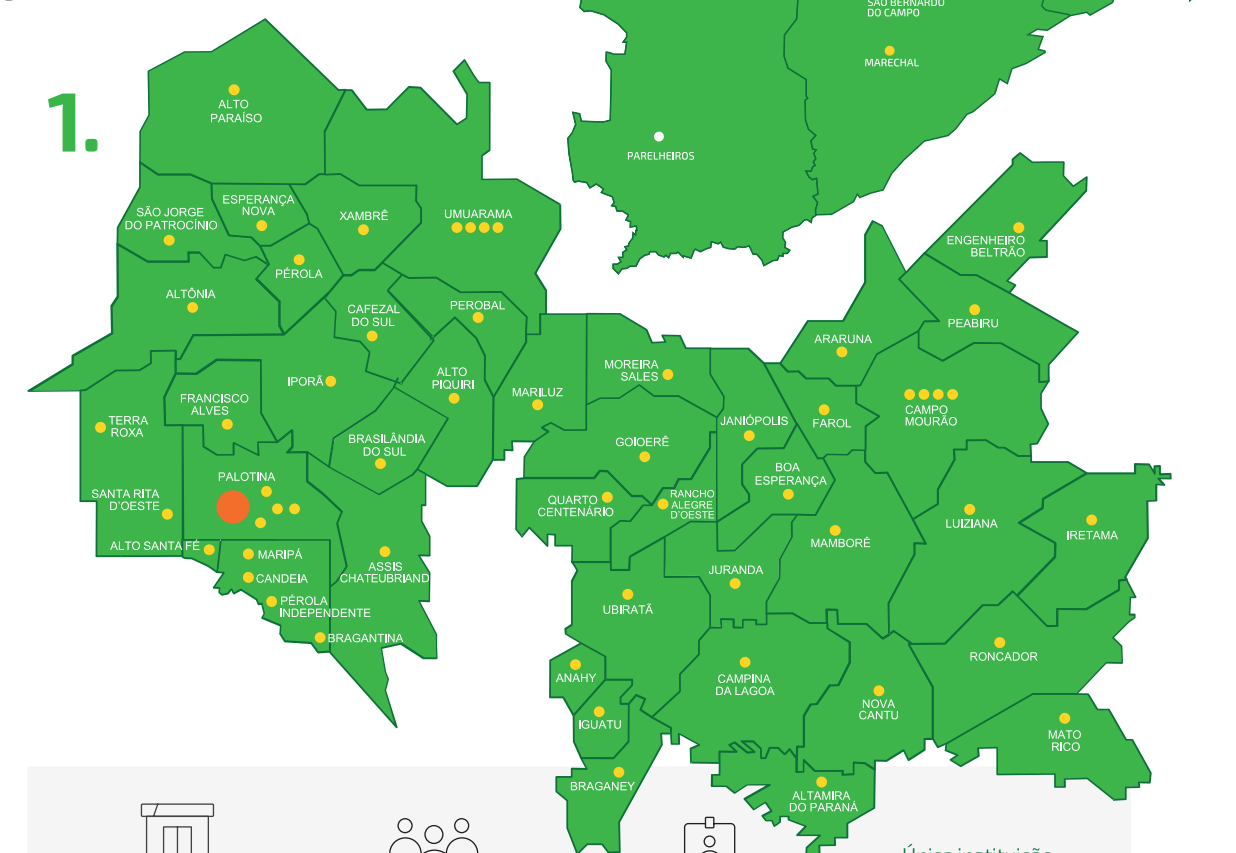 SÃO BERNARDO
DO CAMPO
MARECHAL
PARELHEIROS
1.
ALTO
PARAÍSO
SÃO JORGE
DO PATROCÍNIO
ESPERANÇA
NOVA
XAMBRÊ
UMUARAMA
PÉROLA
ALTÔNIA
CAFEZAL
DO SUL
PEROBAL
IPORÃ
ALTO
PIQUIRI
MARILUZ
FRANCISCO
ALVES
TERRA
ROXA
BRASILÂNDIA
DO SUL
PALOTINA
SANTA RITA
D'OESTE
ALTO SANTA FÉ
MARIPÁ
CANDEIA
PÉROLA
INDEPENDENTE
BRAGANTINA
ASSIS
CHATEUBRIAND
ENGENHEIRO
BELTRÃO
PEABIRU
ARARUNA
MOREIRA
SALES
CAMPO
MOURÃO
FAROL
JANIÓPOLIS
GOIOERÊ
BOA
ESPERANÇA
QUARTO
CENTENÁRIO
RANCHO
ALEGRE
D'OESTE
MAMBORÊ
LUIZIANA
IRETAMA
JURANDA
UBIRATÃ
RONCADOR
ANAHY
CAMPINA
DA LAGOA
NOVA
CANTU
IGUATU
MATO
RICO
BRAGANEY
ALTAMIRA
DO PARANÁ
Única instituição